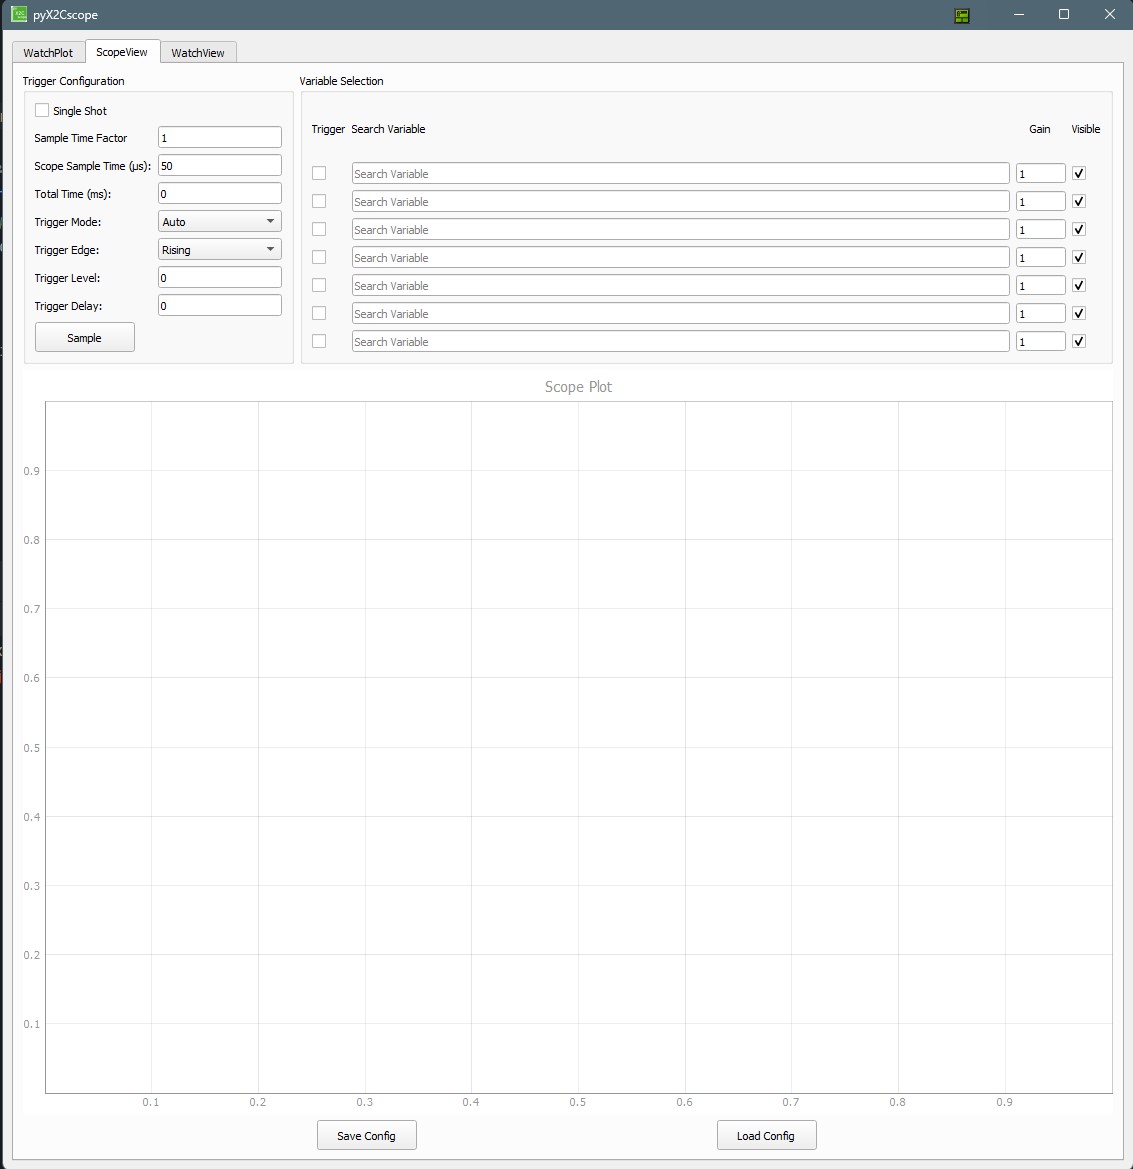 pyX2Cscope
WatchPlot ScopeView WatchView
Trigger Configuration
Single Shot
Sample Time Factor 1
Scope Sample Time (µs): 50
Total Time (ms): 0
Trigger Mode: Auto
Trigger Edge: Rising
Trigger Level: 0
Trigger Delay: 0
Sample
Variable Selection
Trigger Search Variable Gain Visible
Search Variable 1
Search Variable 1
Search Variable 1
Search Variable 1
Search Variable 1
Search Variable 1
Search Variable 1
Scope Plot
0.9
0.8
0.7
0.6
0.5
0.4
0.3
0.2
0.1
0.1 0.2 0.3 0.4 0.5 0.6 0.7 0.8 0.9
Save Config Load Config